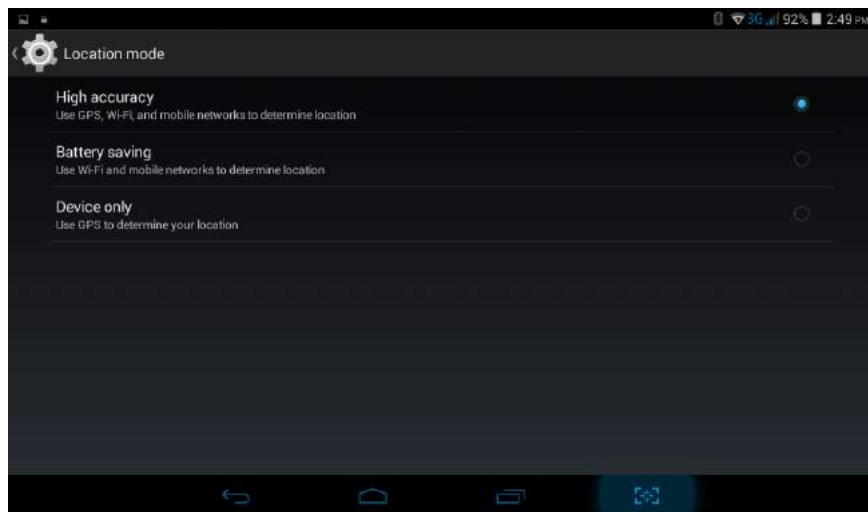 3G 92% 2:49 PM
Location mode
High accuracy
Use GPS, Wi-Fi, and mobile networks to determine location
Battery saving
Use Wi-Fi and mobile networks to determine location
Device only
Use GPS to determine your location